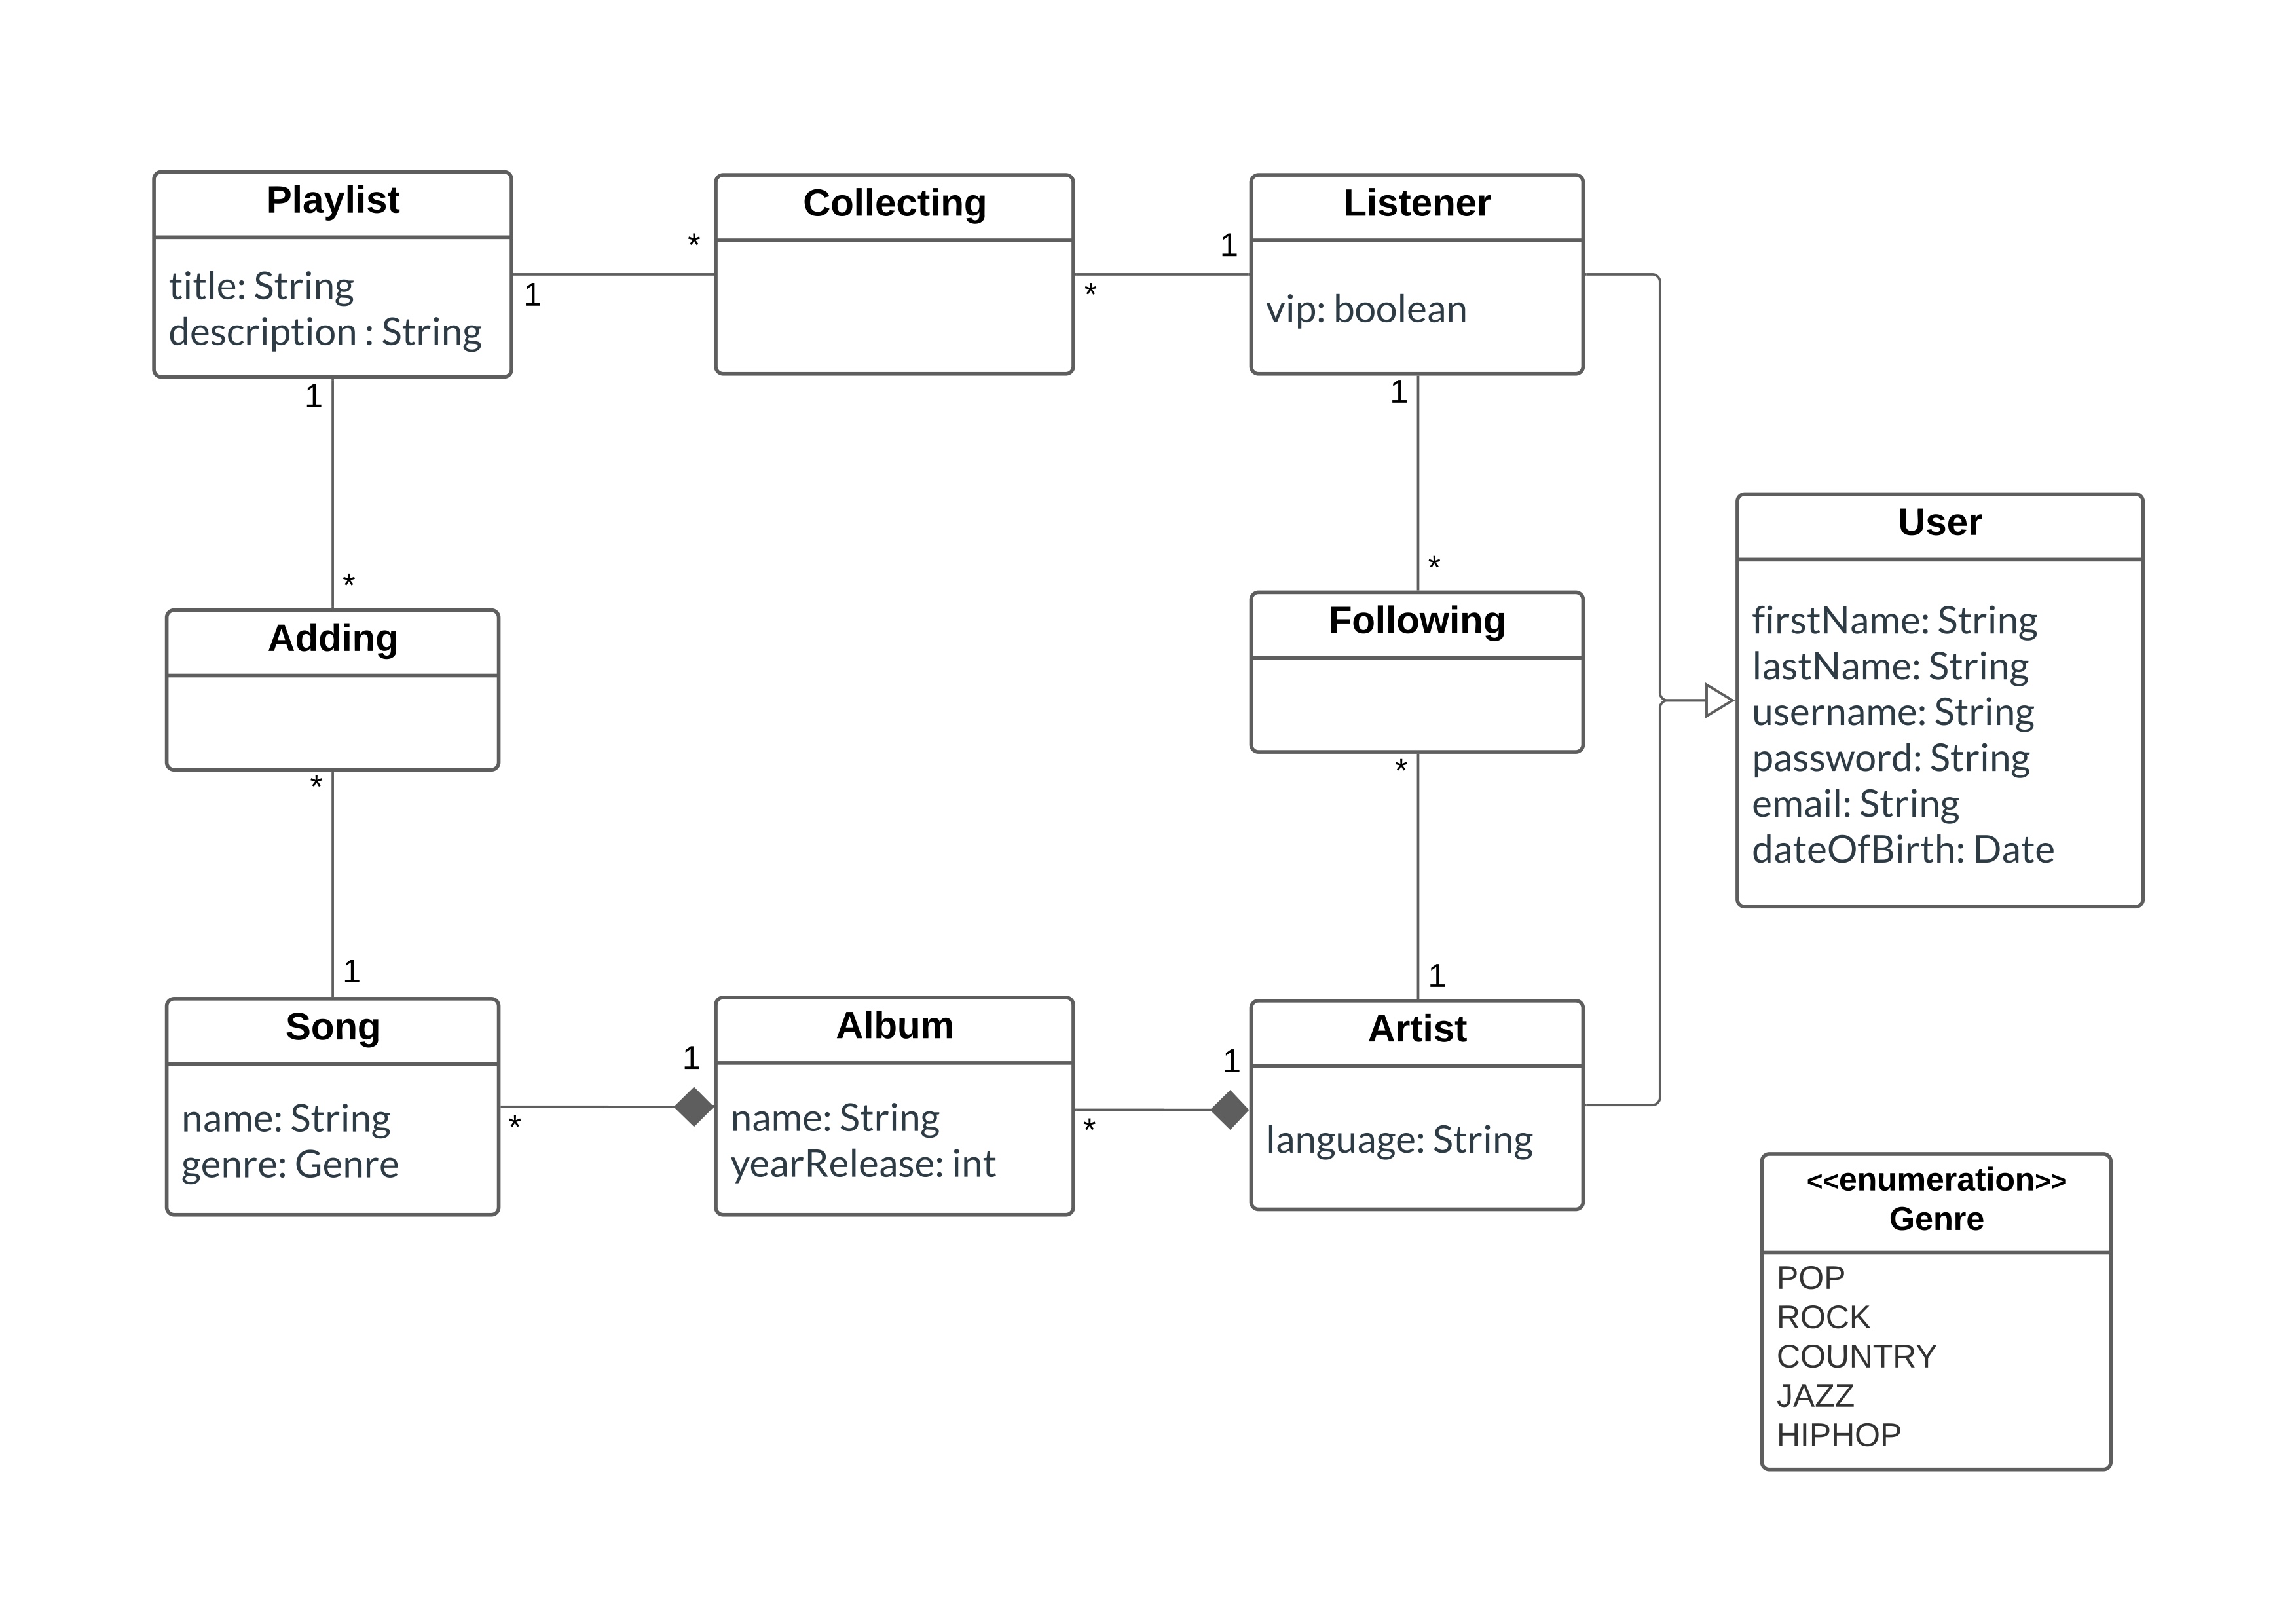 Playlist
title: String
description : String
1
*
Collecting
*
1
Listener
vip: boolean
1
*
Following
*
1
User
firstName: String
lastName: String
username: String
password: String
email: String
dateOfBirth: Date
1
*
Adding
*
1
Song
name: String
genre: Genre
*
1
Album
name: String
yearRelease: int
*
1
Artist
language: String
<<enumeration>>
Genre
POP
ROCK
COUNTRY
JAZZ
HIPHOP